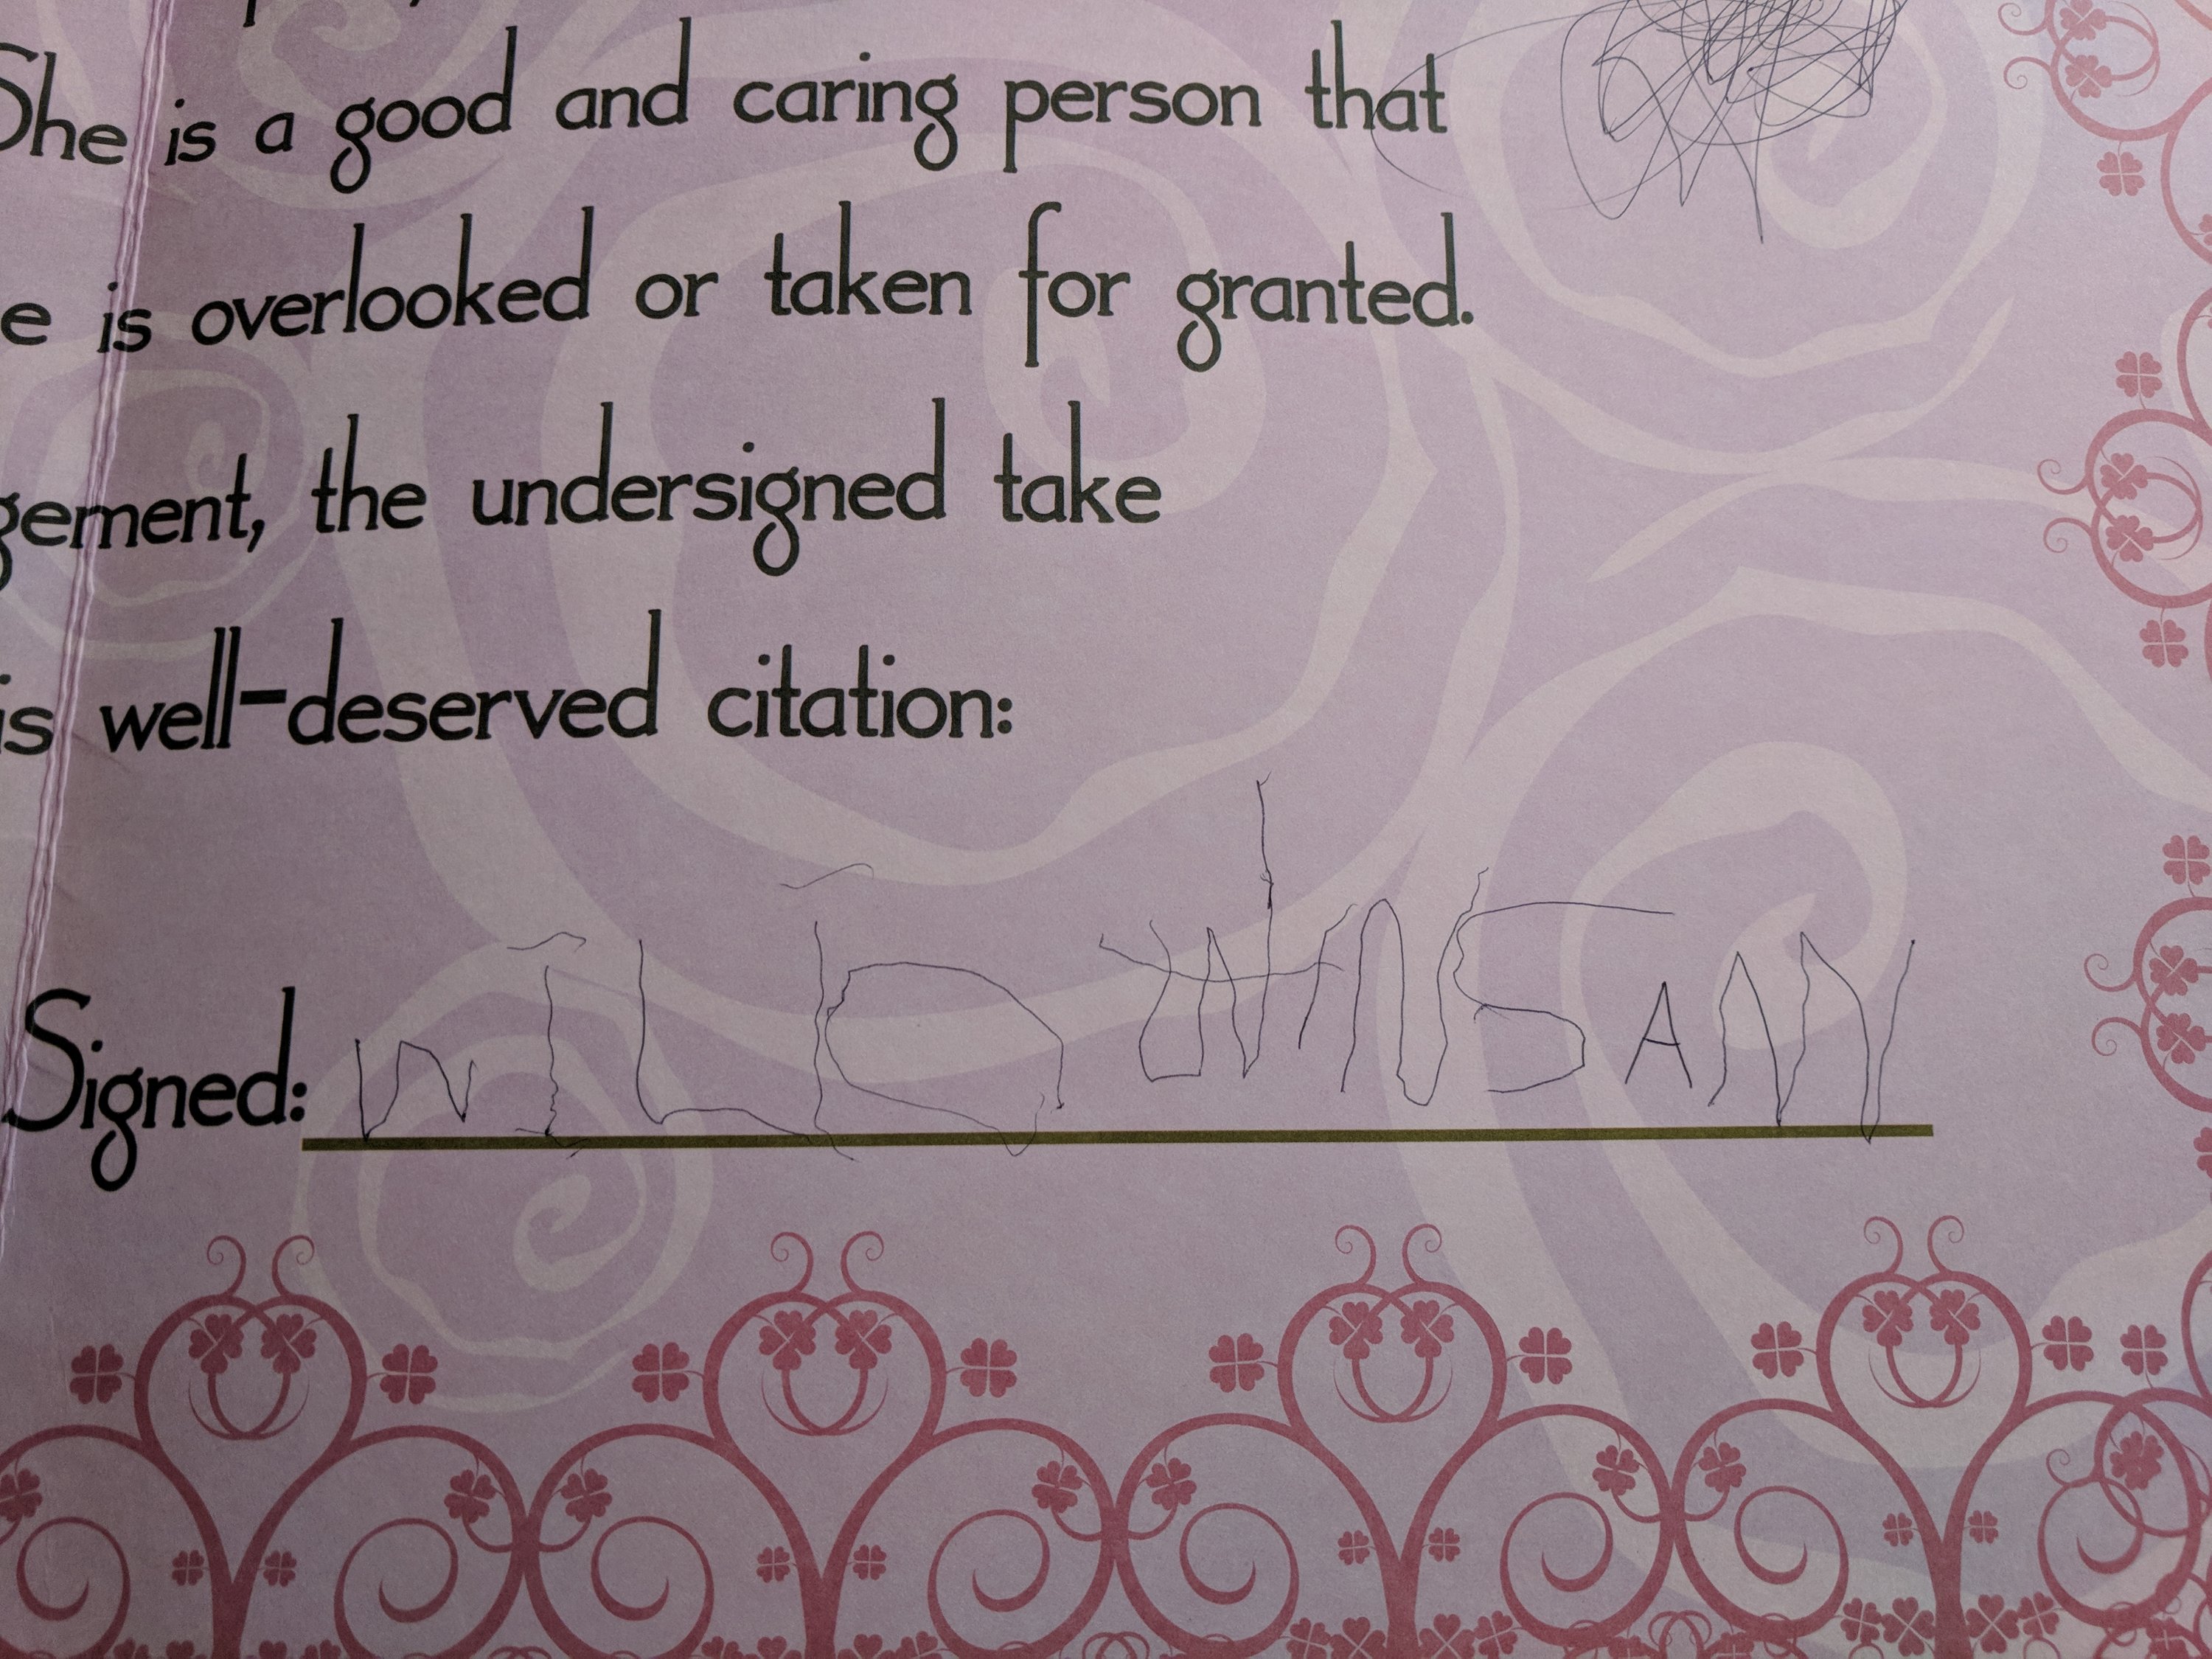 She is a good and caring person that
e is overlooked or taken for granted.
gement, the undersigned take
is well-deserved citation:
Signed: